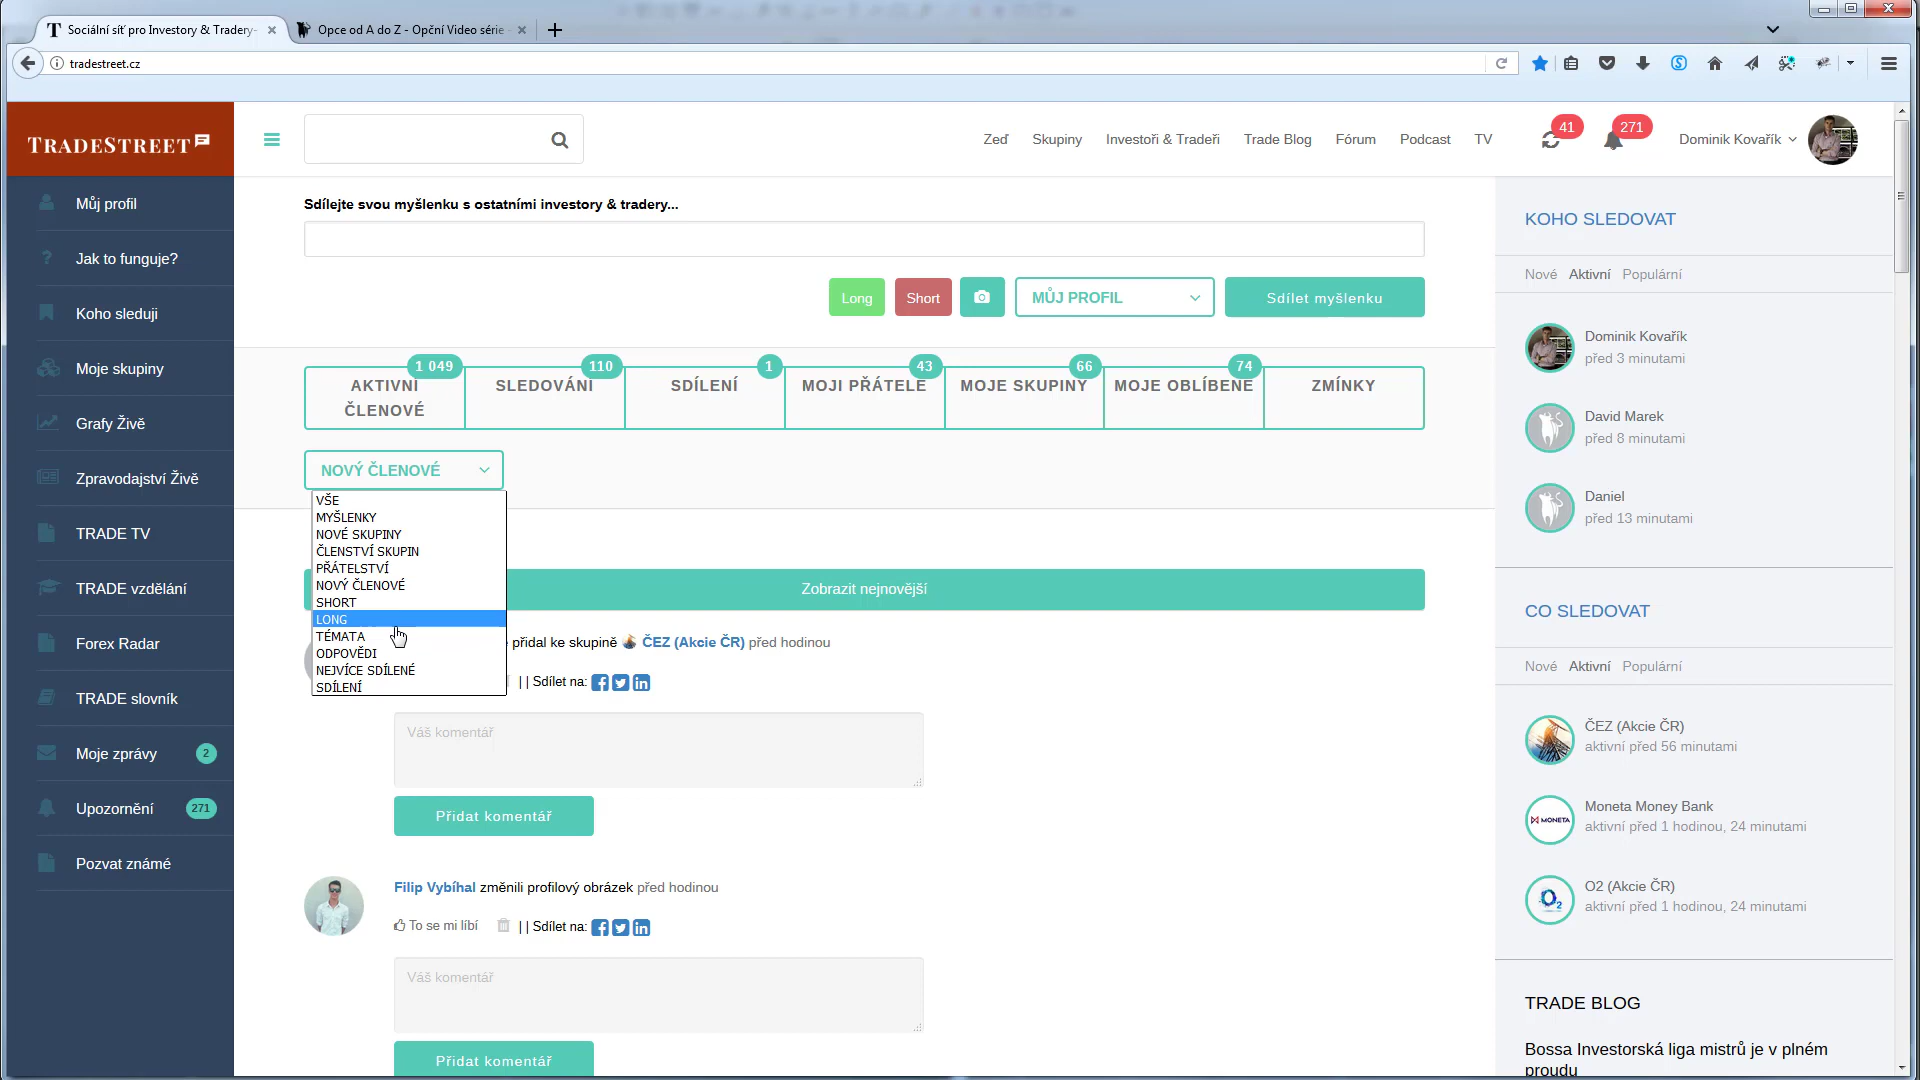 Sociální síť pro Investory & Tradery-
Opce od A do Z - Opční Video série -
tradestreet.cz
TRADESTREET
Zeď
Skupiny
Investoři & Tradeři
Trade Blog
Fórum
Podcast
TV
41
271
Dominik Kovařík
Můj profil
Jak to funguje?
Koho sleduji
Moje skupiny
Grafy Živě
Zpravodajství Živě
TRADE TV
TRADE vzdělání
Forex Radar
TRADE slovník
Moje zprávy 2
Upozornění 271
Pozvat známé
Sdílejte svou myšlenku s ostatními investory & tradery...
Long
Short
MŮJ PROFIL
Sdílet myšlenku
AKTIVNÍ ČLENOVÉ 1 049
SLEDOVÁNÍ 110
SDÍLENÍ 1
MOJI PŘÁTELÉ 43
MOJE SKUPINY 66
MOJE OBLÍBENÉ 74
ZMÍNKY
NOVÝ ČLENOVÉ
VŠE
MYŠLENKY
NOVÉ SKUPINY
ČLENSTVÍ SKUPIN
PŘÁTELSTVÍ
NOVÝ ČLENOVÉ
SHORT
LONG
TÉMATA
ODPOVĚDI
NEJVÍCE SDÍLENÉ
SDÍLENÍ
Zobrazit nejnovější
přidal ke skupině ČEZ (Akcie ČR) před hodinou
| | Sdílet na:
Váš komentář
Přidat komentář
Filip Vybíhal změnili profilový obrázek před hodinou
To se mi líbí | | Sdílet na:
Váš komentář
Přidat komentář
KOHO SLEDOVAT
Nové Aktivní Populární
Dominik Kovařík
před 3 minutami
David Marek
před 8 minutami
Daniel
před 13 minutami
CO SLEDOVAT
Nové Aktivní Populární
ČEZ (Akcie ČR)
aktivní před 56 minutami
MONETA
Moneta Money Bank
aktivní před 1 hodinou, 24 minutami
O2
O2 (Akcie ČR)
aktivní před 1 hodinou, 24 minutami
TRADE BLOG
Bossa Investorská liga mistrů je v plném
proudu